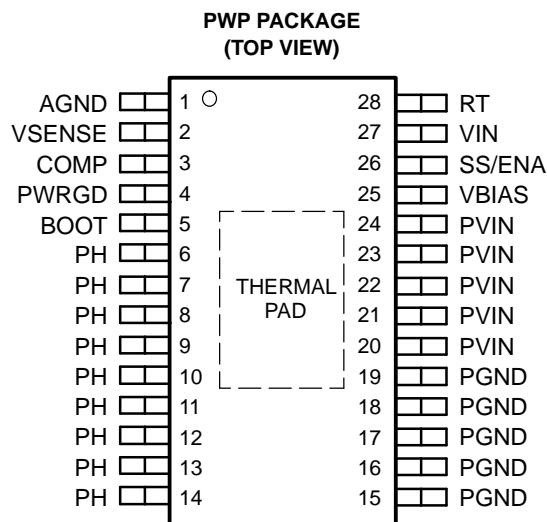 PWP PACKAGE
(TOP VIEW)
AGND 1 28 RT
VSENSE 2 27 VIN
COMP 3 26 SS/ENA
PWRGD 4 25 VBIAS
BOOT 5 24 PVIN
PH 6 23 PVIN
PH 7 22 PVIN
PH 8 21 PVIN
PH 9 20 PVIN
PH 10 19 PGND
PH 11 18 PGND
PH 12 17 PGND
PH 13 16 PGND
PH 14 15 PGND
THERMAL
PAD